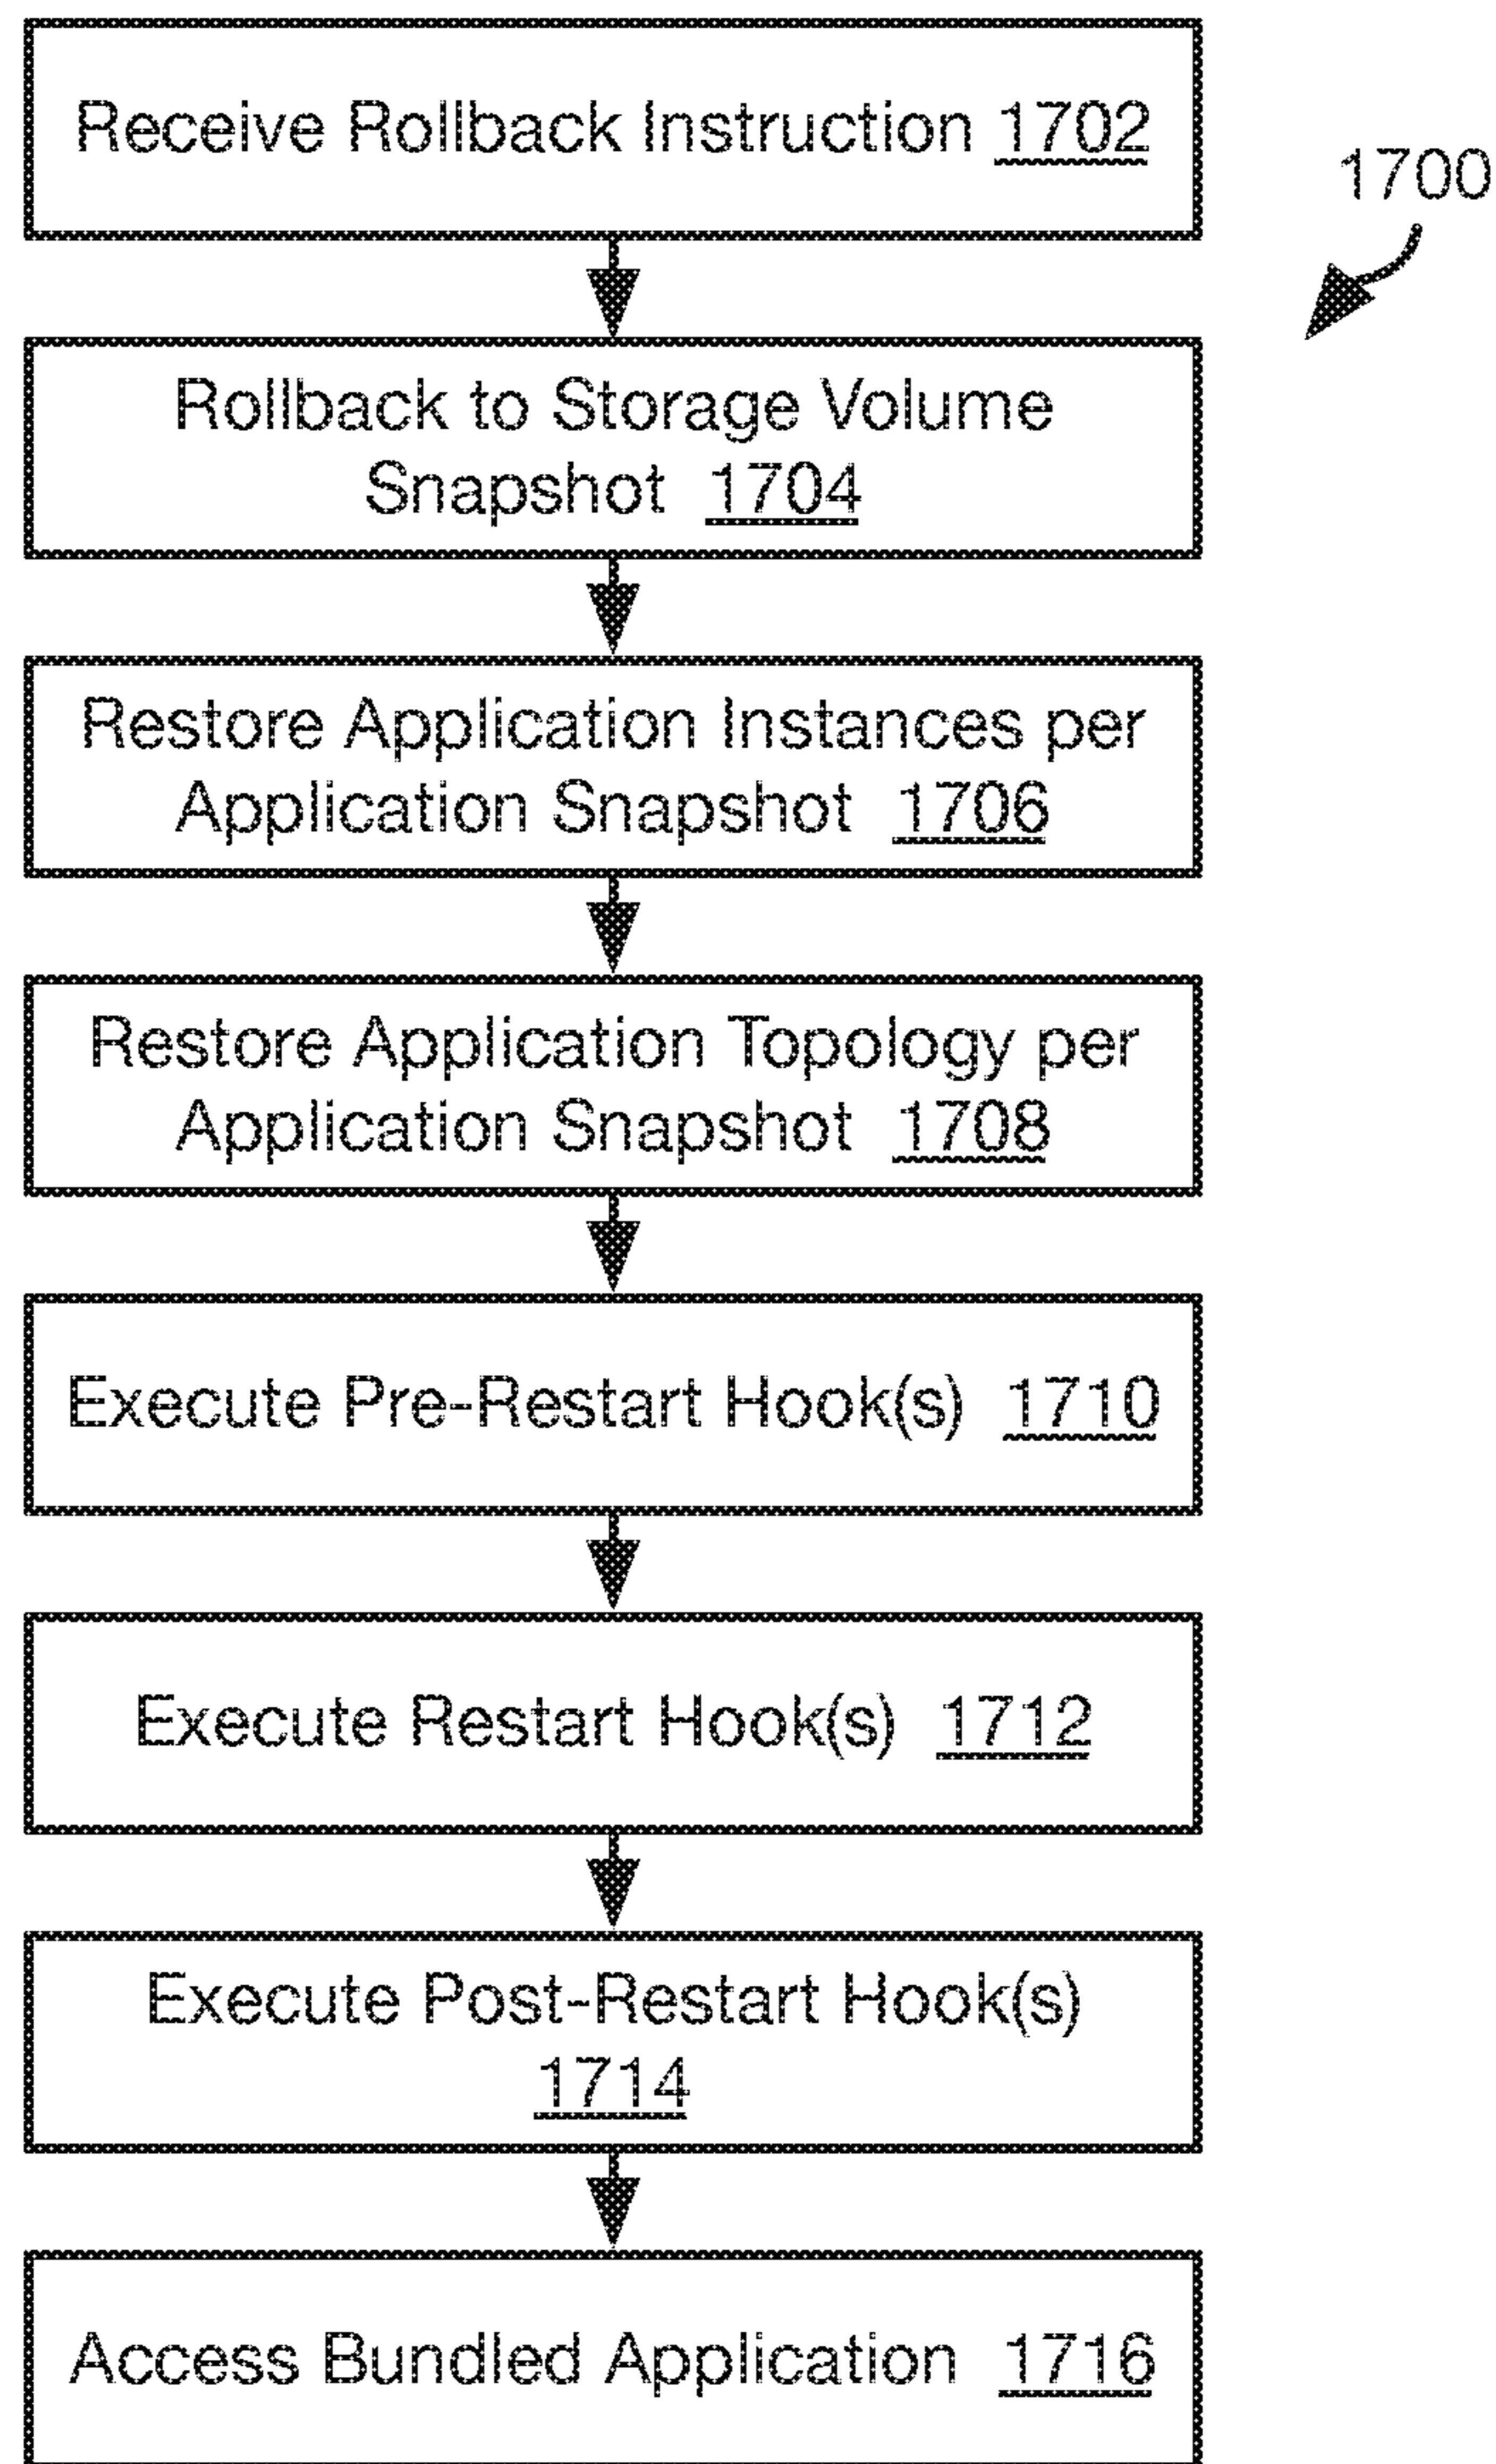 Receive Rollback Instruction 1702
1700
Rollback to Storage Volume
Snapshot 1704
Restore Application Instances per
Application Snapshot 1706
Restore Application Topology per
Application Snapshot 1708
Execute Pre-Restart Hook(s) 1710
Execute Restart Hook(s) 1712
Execute Post-Restart Hook(s)
1714
Access Bundled Application 1716